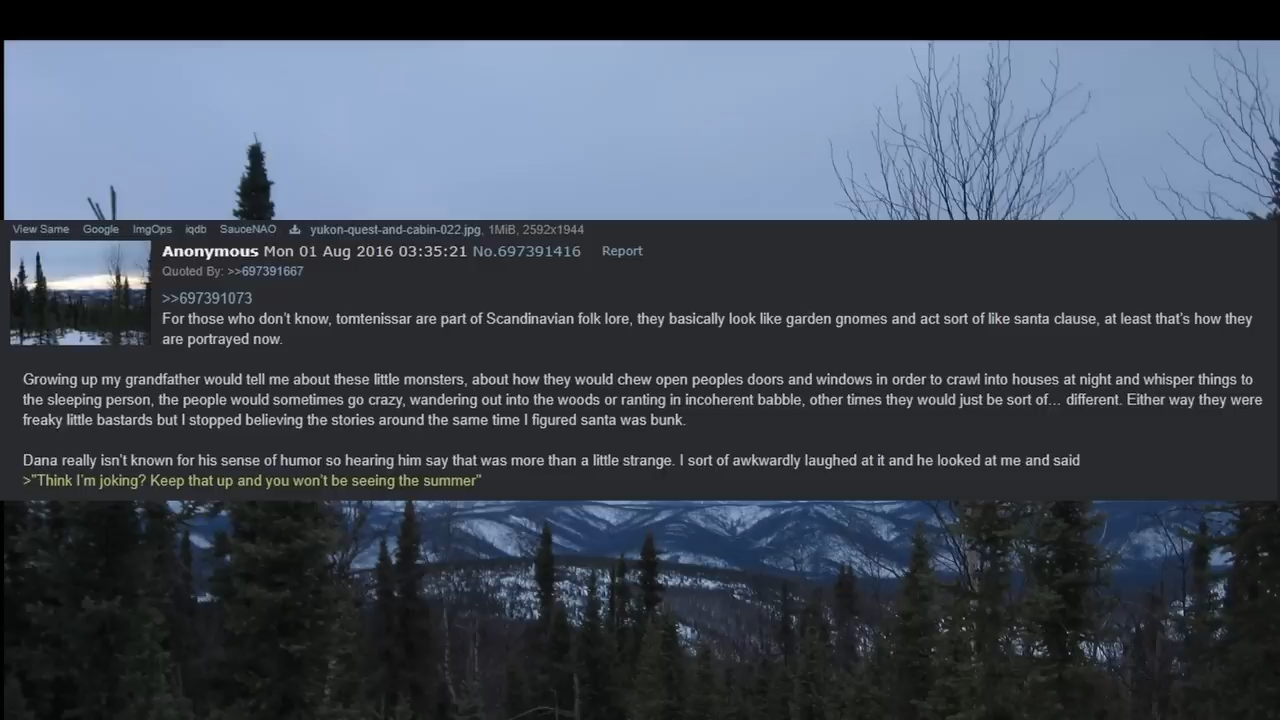 View Same Google ImgOps iqdb SauceNAO yukon-quest-and-cabin-022.jpg, 1MiB, 2592x1944
Anonymous Mon 01 Aug 2016 03:35:21 No.697391416 Report
Quoted By: >>697391667
>>697391073
For those who don't know, tomtenissar are part of Scandinavian folk lore, they basically look like garden gnomes and act sort of like santa clause, at least that's how they
are portrayed now.
Growing up my grandfather would tell me about these little monsters, about how they would chew open peoples doors and windows in order to crawl into houses at night and whisper things to
the sleeping person, the people would sometimes go crazy, wandering out into the woods or ranting in incoherent babble, other times they would just be sort of... different. Either way they were
freaky little bastards but I stopped believing the stories around the same time I figured santa was bunk.
Dana really isn't known for his sense of humor so hearing him say that was more than a little strange. I sort of awkwardly laughed at it and he looked at me and said
>"Think I'm joking? Keep that up and you won't be seeing the summer"